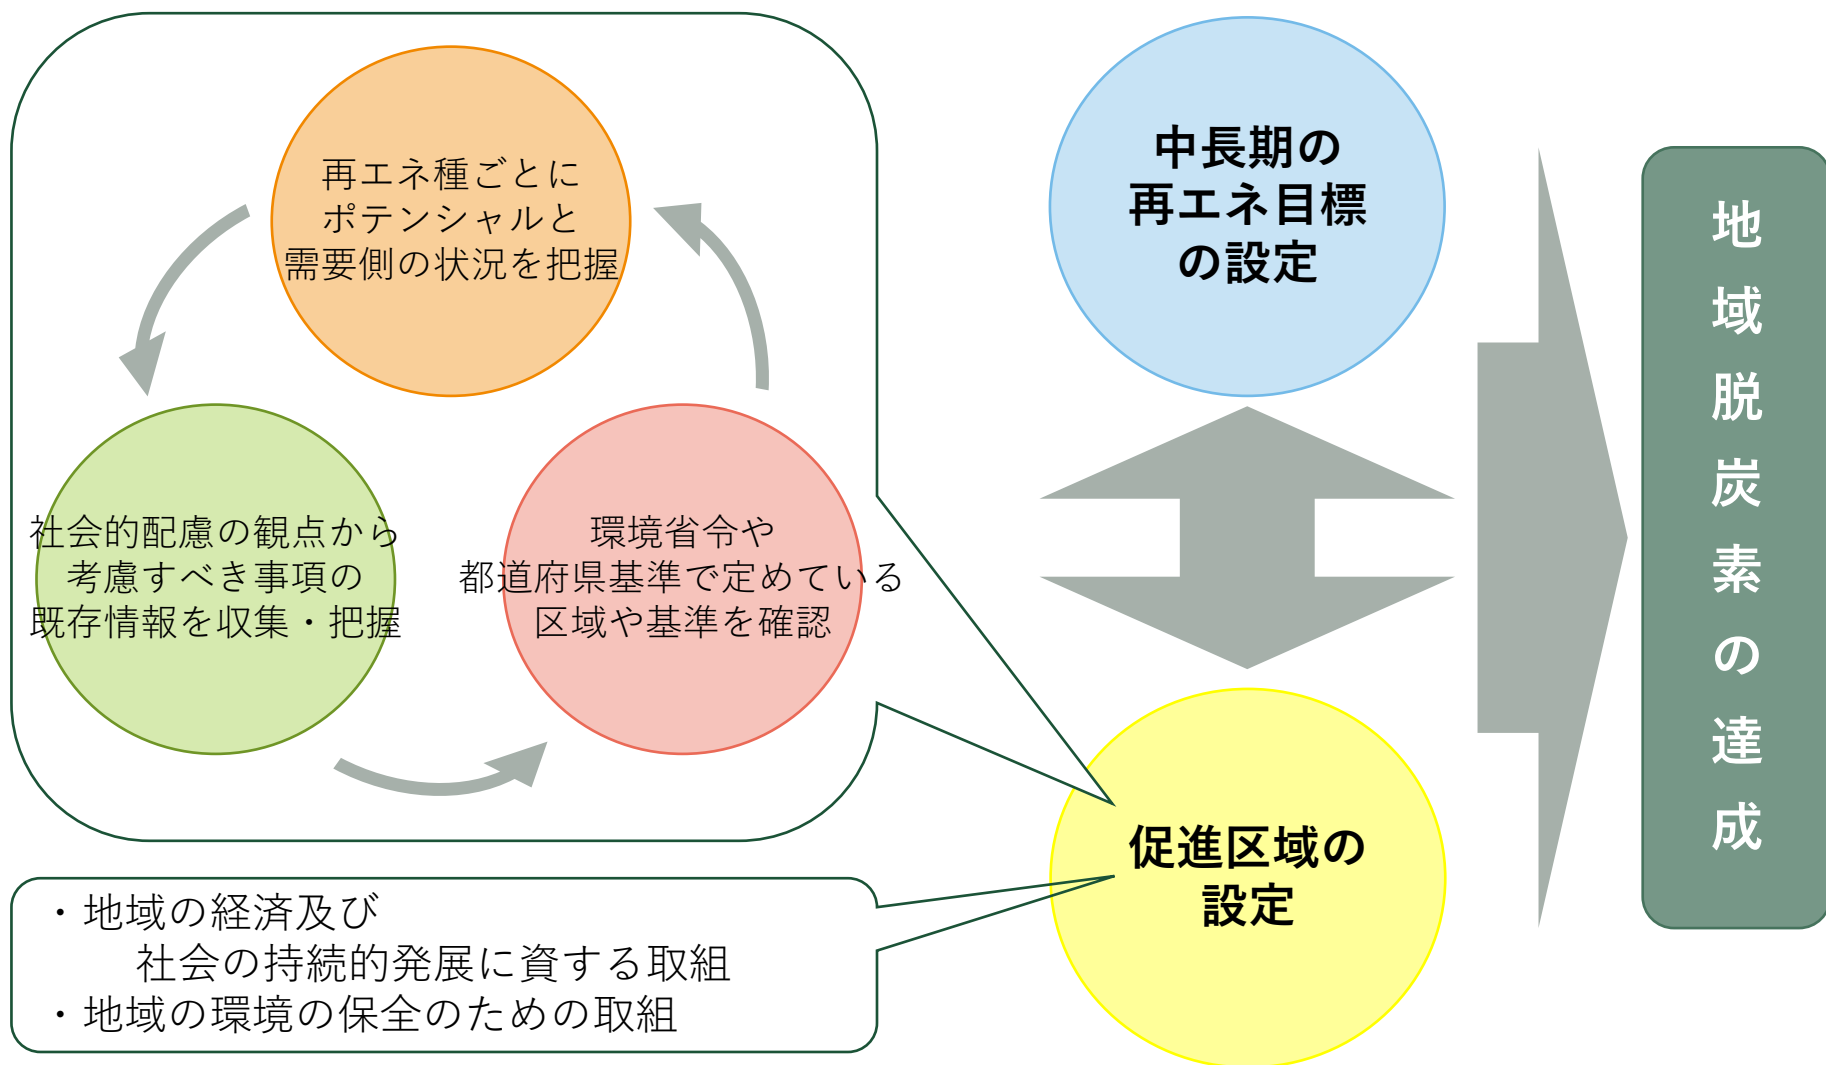 再エネ種ごとに
ポテンシャルと
需要側の状況を把握
社会的配慮の観点から
考慮すべき事項の
既存情報を収集・把握
環境省令や
都道府県基準で定めている
区域や基準を確認
・地域の経済及び
社会の持続的発展に資する取組
・地域の環境の保全のための取組
中長期の
再エネ目標
の設定
促進区域の
設定
地域脱炭素の達成